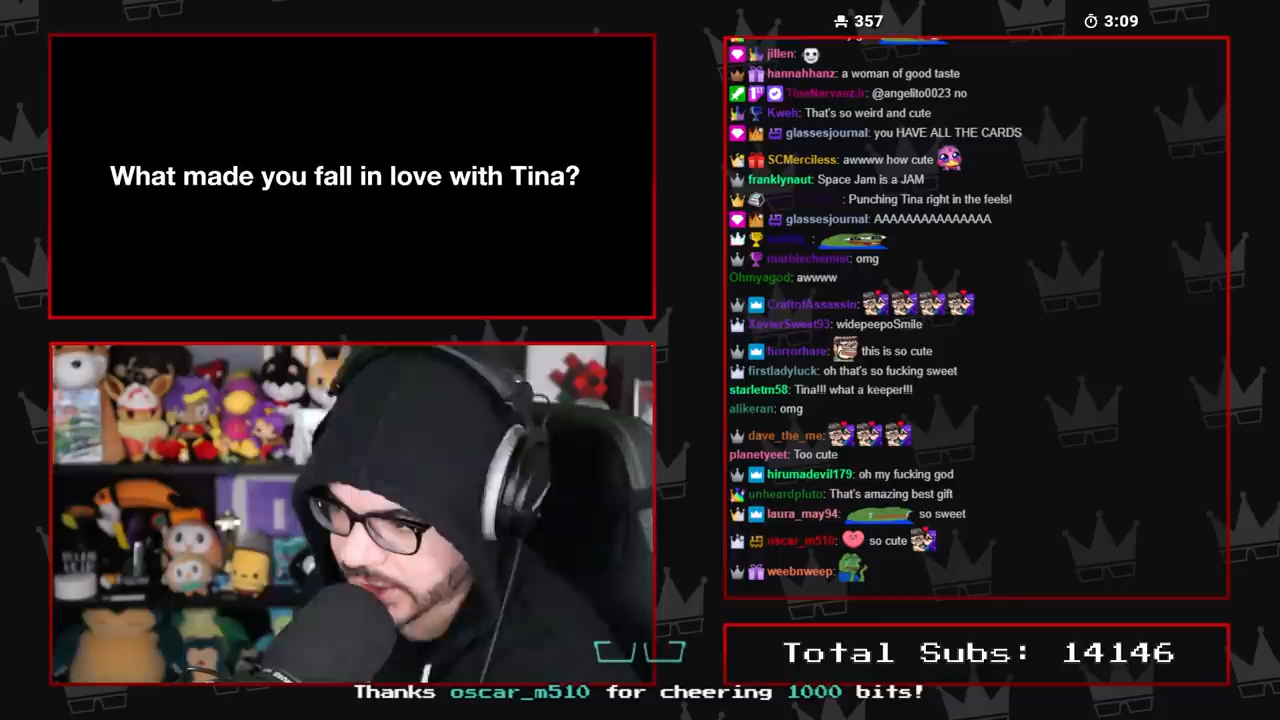 357
3:09
What made you fall in love with Tina?
jillen:
hannahhanz: a woman of good taste
TinaNarvaezJr: @angelito0023 no
Kweh: That's so weird and cute
glassesjournal: you HAVE ALL THE CARDS
SCMerciless: awwww how cute
franklynaut: Space Jam is a JAM
: Punching Tina right in the feels!
glassesjournal: AAAAAAAAAAAAAAA
:
marblechemist: omg
Ohmyagod: awwww
CraftofAssassin:
XavierSweat93: widepeepoSmile
horrorhare: this is so cute
firstladyluck: oh that's so fucking sweet
starletm58: Tina!!! what a keeper!!!
alikeran: omg
dave_the_me:
planetyeet: Too cute
hirumadevil179: oh my fucking god
unheardpluto: That's amazing best gift
laura_may94: so sweet
oscar_m510: so cute
weebnweep:
Total Subs: 14146
Thanks oscar_m510 for cheering 1000 bits!